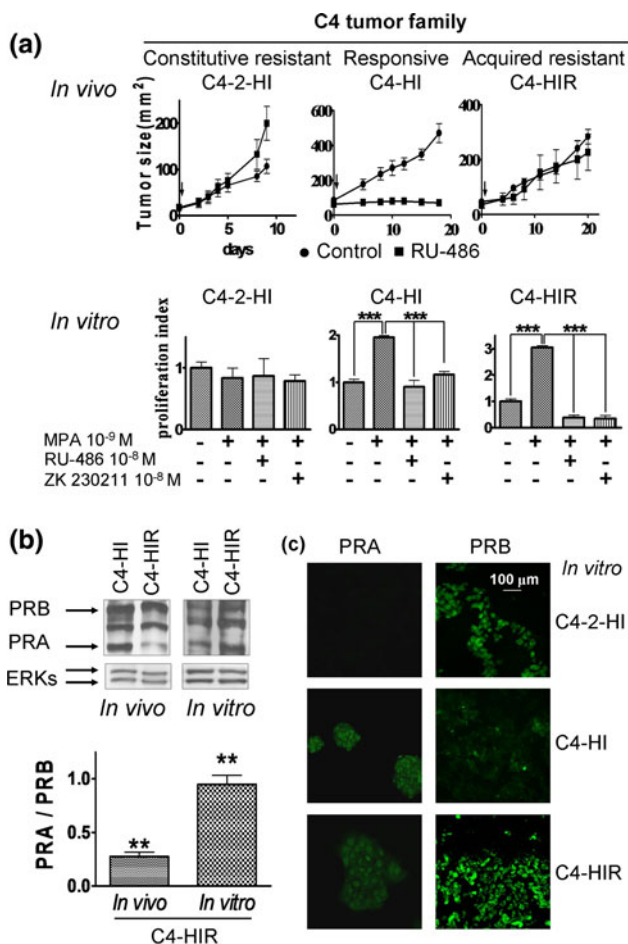 C4 tumor family
(a)
Constitutive resistant Responsive Acquired resistant
In vivo C4-2-HI C4-HI C4-HIR
Tumor size(mm²)
200 600 400
400
100 200
200
0 0 0
0 5 10 0 10 20 0 10 20
days
Control RU-486
In vitro C4-2-HI C4-HI C4-HIR
proliferation index
*** *** *** ***
2 3
1 1 2
1
MPA 10⁻⁹ M - + + + - + + + - + + +
RU-486 10⁻⁸ M - - + - - - + - - - + -
ZK 230211 10⁻⁸ M - - - + - - - + - - - +
(b)
C4-HI C4-HIR C4-HI C4-HIR
PRB
PRA
ERKs
In vivo In vitro
PRA / PRB
1.0
0.5
0.0
** **
In vivo In vitro
C4-HIR
(c)
PRA PRB In vitro
100 µm
C4-2-HI
C4-HI
C4-HIR